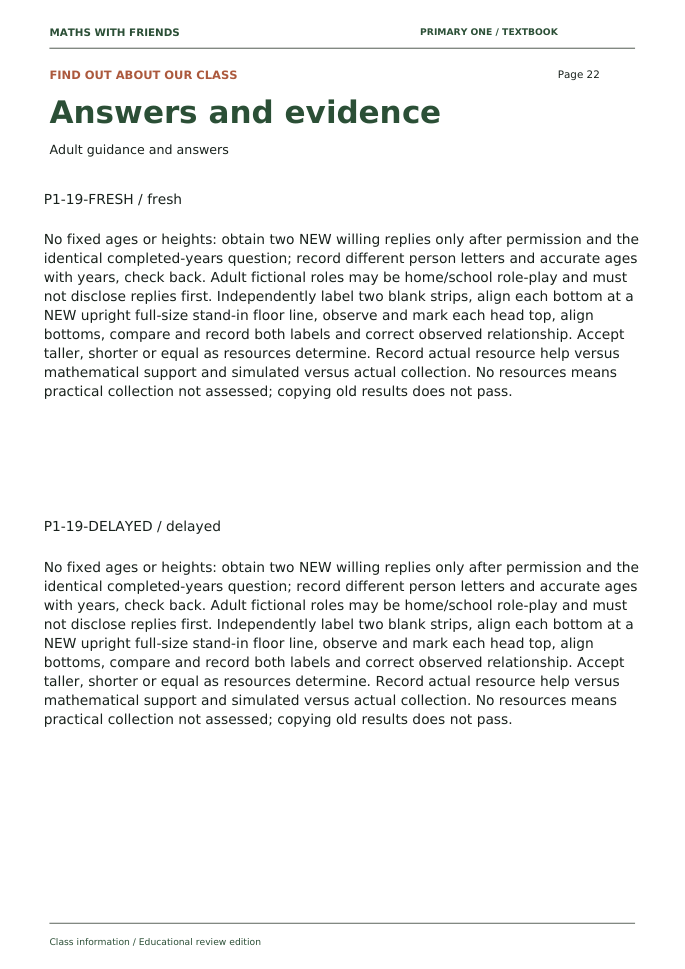 MATHS WITH FRIENDS
PRIMARY ONE / TEXTBOOK
FIND OUT ABOUT OUR CLASS
Page 22
Answers and evidence
Adult guidance and answers
P1-19-FRESH / fresh
No fixed ages or heights: obtain two NEW willing replies only after permission and the
identical completed-years question; record different person letters and accurate ages
with years, check back. Adult fictional roles may be home/school role-play and must
not disclose replies first. Independently label two blank strips, align each bottom at a
NEW upright full-size stand-in floor line, observe and mark each head top, align
bottoms, compare and record both labels and correct observed relationship. Accept
taller, shorter or equal as resources determine. Record actual resource help versus
mathematical support and simulated versus actual collection. No resources means
practical collection not assessed; copying old results does not pass.
P1-19-DELAYED / delayed
No fixed ages or heights: obtain two NEW willing replies only after permission and the
identical completed-years question; record different person letters and accurate ages
with years, check back. Adult fictional roles may be home/school role-play and must
not disclose replies first. Independently label two blank strips, align each bottom at a
NEW upright full-size stand-in floor line, observe and mark each head top, align
bottoms, compare and record both labels and correct observed relationship. Accept
taller, shorter or equal as resources determine. Record actual resource help versus
mathematical support and simulated versus actual collection. No resources means
practical collection not assessed; copying old results does not pass.
Class information / Educational review edition